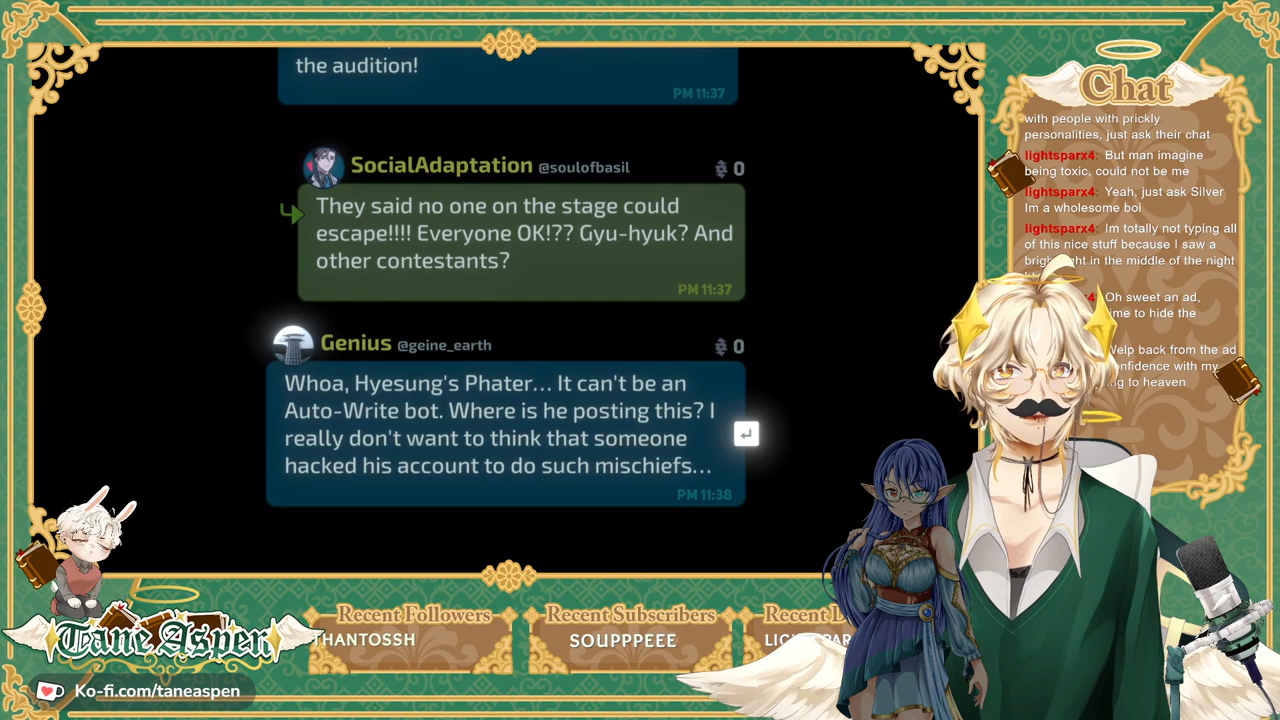 the audition!
PM 11:37
SocialAdaptation @soulofbasil 0
They said no one on the stage could
escape!!!! Everyone OK!?? Gyu-hyuk? And
other contestants?
PM 11:37
Genius @geine_earth 0
Whoa, Hyesung's Phater... It can't be an
Auto-Write bot. Where is he posting this? I
really don't want to think that someone
hacked his account to do such mischiefs...
PM 11:38
Chat
with people with prickly
personalities, just ask their chat
lightsparx4: But man imagine
being toxic, could not be me
lightsparx4: Yeah, just ask Silver
Im a wholesome boi
lightsparx4: Im totally not typing all
of this nice stuff because I saw a
in the middle of the night
Oh sweet an ad,
to hide the
Welp back from the ad
with my
to heaven
Tane Asper
Ko-fi.com/taneaspen
Recent Followers
THANTOSSH
Recent Subscribers
SOUPPPEEE
Recent